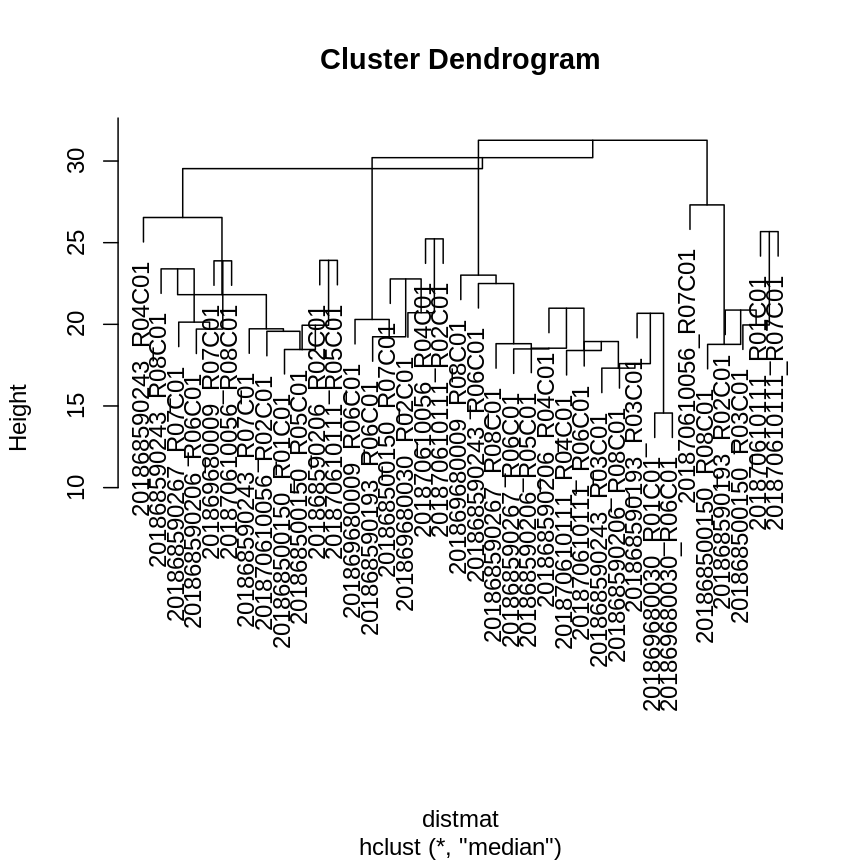 Cluster Dendrogram
Height
30
25
20
15
10
201868590243_R04C01
201868590243_R08C01
201868590267_R07C01
201868590206_R06C01
201869680009_R07C01
201870610056_R08C01
201868590243_R07C01
201870610056_R02C01
201868500150_R01C01
201868500150_R05C01
201868590206_R02C01
201870610111_R05C01
201869680009_R06C01
201868590193_R06C01
201868500150_R07C01
201869680030_R02C01
201870610056_R04C01
201870610111_R02C01
201869680009_R08C01
201868590243_R06C01
201868590267_R08C01
201868590267_R06C01
201868590206_R05C01
201868590206_R04C01
201870610111_R04C01
201870610111_R06C01
201868590243_R03C01
201868590206_R08C01
201868590193_R03C01
201869680030_R01C01
201869680030_R06C01
201870610056_R07C01
201868500150_R08C01
201868590193_R02C01
201868500150_R03C01
201870610111_R07C01
distmat
hclust (*, "median")